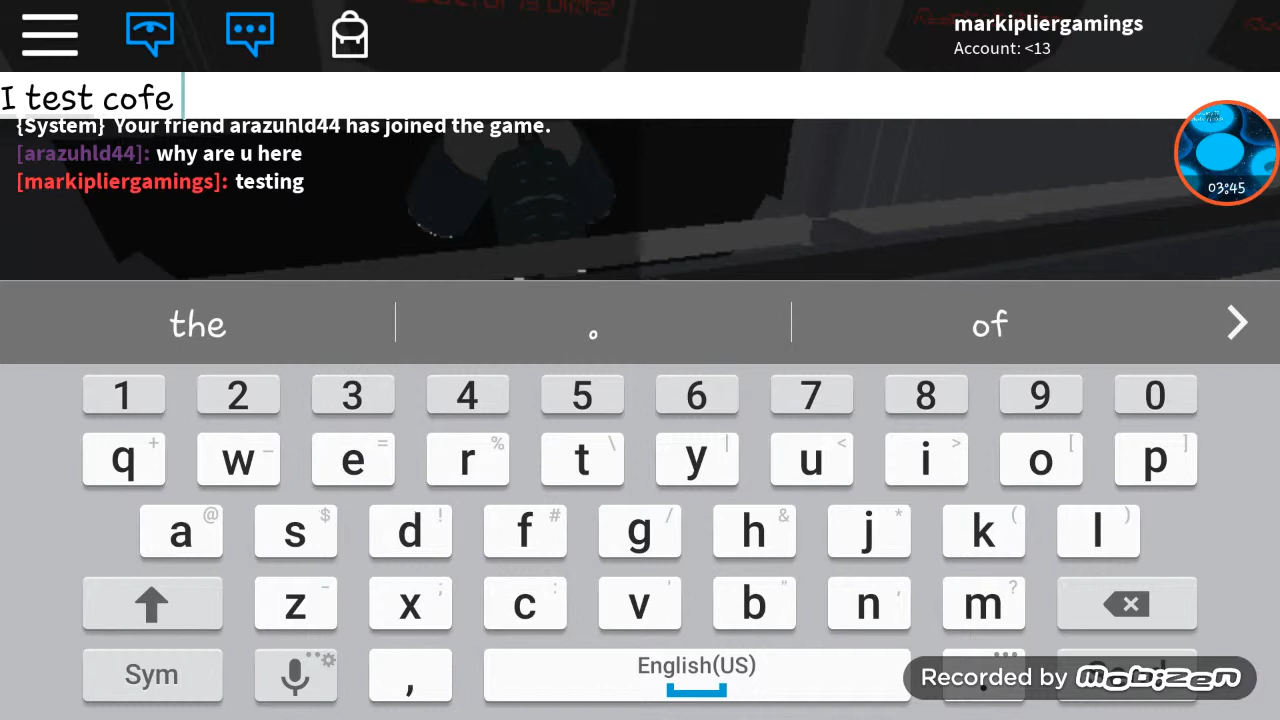 markipliergamings
Account: <13
I test cofe
{System} Your friend arazuhld44 has joined the game.
[arazuhld44]: why are u here
[markipliergamings]: testing
03:45
the . of
1 2 3 4 5 6 7 8 9 0
q + w e = r % t \ y | u < i > o [ p ]
a @ s $ d ! f # g / h & j * k ( l )
z - x ; c : v ' b " n , m ?
Sym , English(US)
Recorded by mobizen